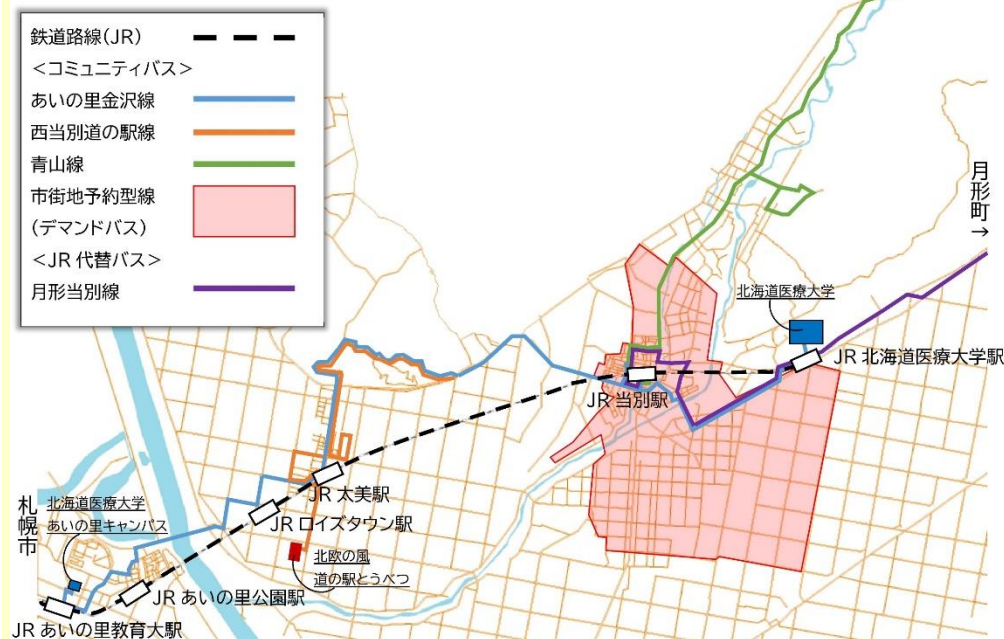 鉄道路線(JR)
<コミュニティバス>
あいの里金沢線
西当別道の駅線
青山線
市街地予約型線
(デマンドバス)
<JR 代替バス>
月形当別線
月形町→
北海道医療大学
JR 北海道医療大学駅
JR 当別駅
JR 太美駅
JR ロイズタウン駅
札幌市
北海道医療大学
あいの里キャンパス
北欧の風
道の駅とうべつ
JR あいの里公園駅
JR あいの里教育大駅